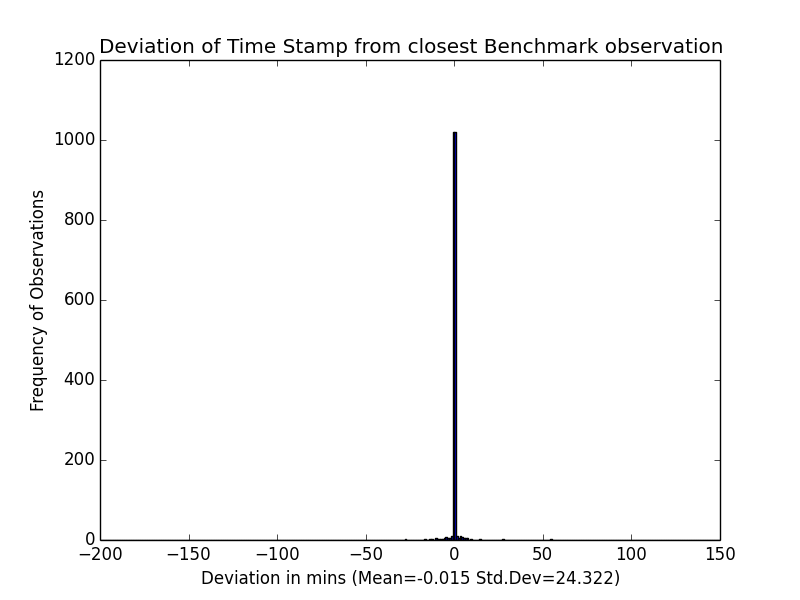 Deviation of Time Stamp from closest Benchmark observation
1200
1000
800
600
400
200
0
Frequency of Observations
−200 −150 −100 −50 0 50 100 150
Deviation in mins (Mean=-0.015 Std.Dev=24.322)